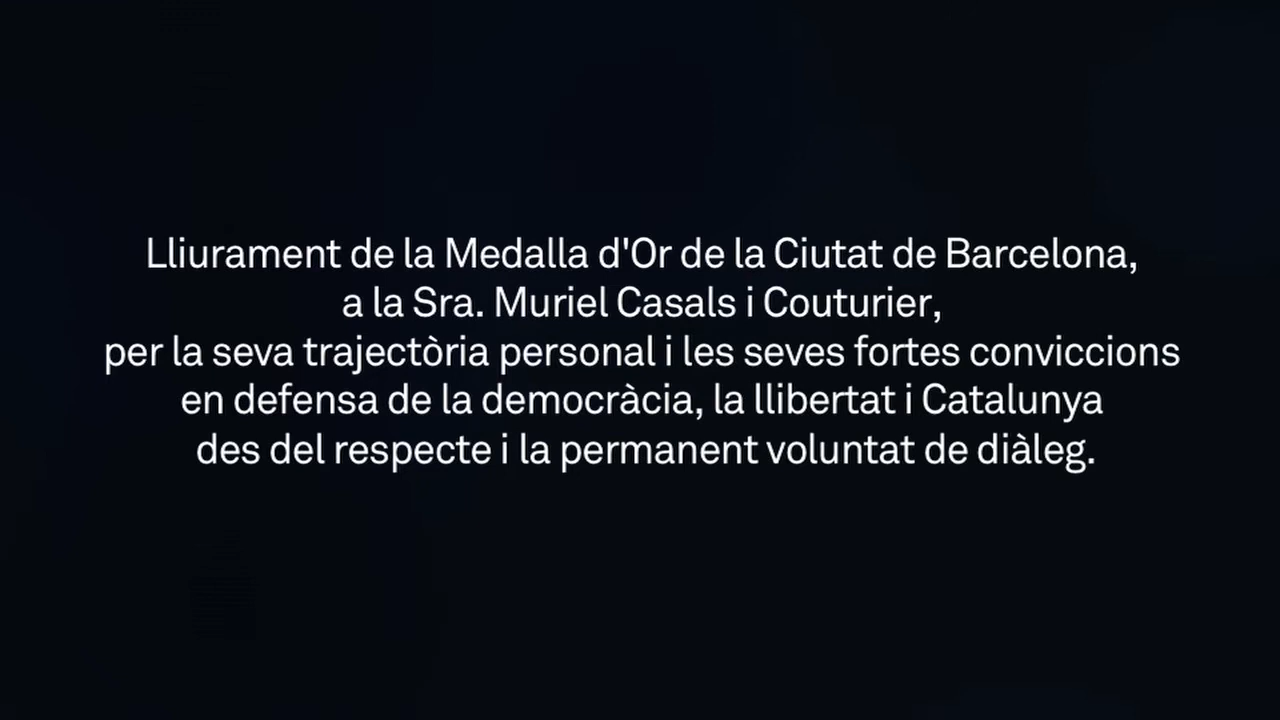 Lliurament de la Medalla d'Or de la Ciutat de Barcelona,
a la Sra. Muriel Casals i Couturier,
per la seva trajectòria personal i les seves fortes conviccions
en defensa de la democràcia, la llibertat i Catalunya
des del respecte i la permanent voluntat de diàleg.